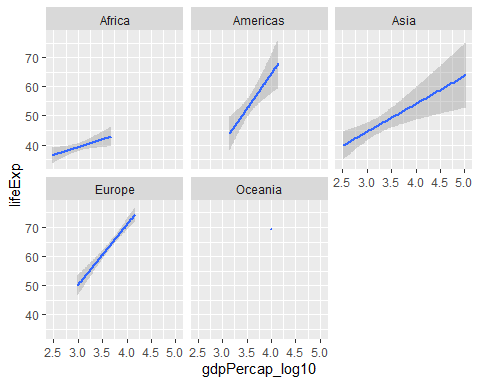 Africa Americas Asia
70
60
50
40
2.5 3.0 3.5 4.0 4.5 5.0
Europe Oceania
70
60
50
40
2.5 3.0 3.5 4.0 4.5 5.0 2.5 3.0 3.5 4.0 4.5 5.0
lifeExp
gdpPercap_log10